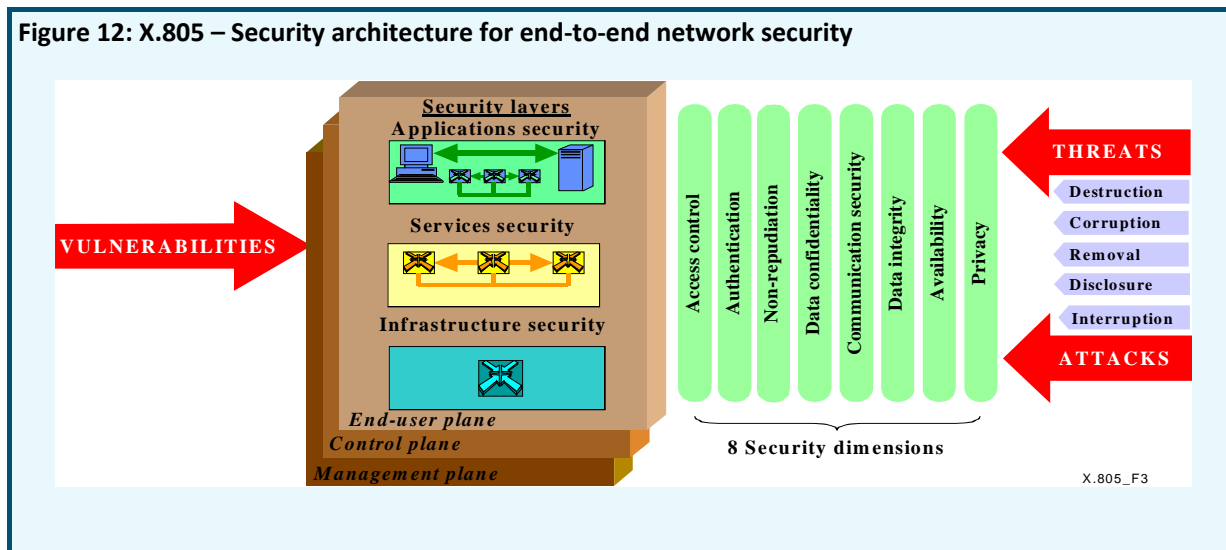 Figure 12: X.805 – Security architecture for end-to-end network security
Security layers
Applications security
Services security
Infrastructure security
End-user plane
Control plane
Management plane
VULNERABILITIES
Access control
Authentication
Non-repudiation
Data confidentiality
Communication security
Data integrity
Availability
Privacy
8 Security dimensions
THREATS
Destruction
Corruption
Removal
Disclosure
Interruption
ATTACKS
X.805_F3